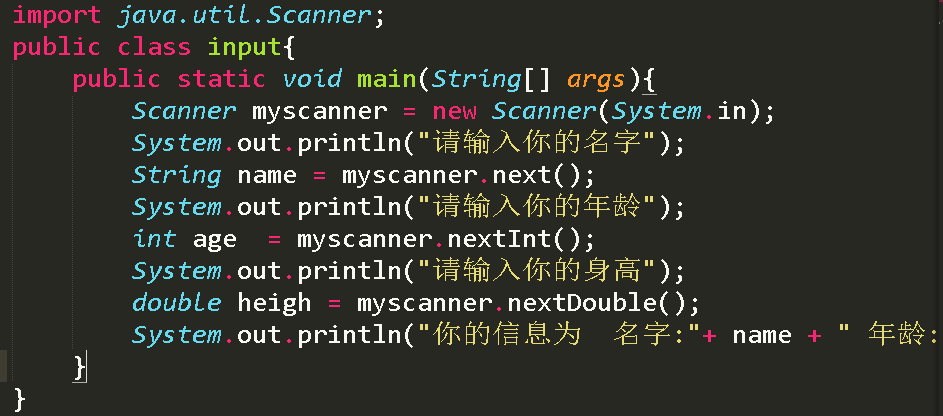 import java.util.Scanner;
public class input{
    public static void main(String[] args){
        Scanner myscanner = new Scanner(System.in);
        System.out.println("请输入你的名字");
        String name = myscanner.next();
        System.out.println("请输入你的年龄");
        int age  = myscanner.nextInt();
        System.out.println("请输入你的身高");
        double heigh = myscanner.nextDouble();
        System.out.println("你的信息为  名字:"+ name + " 年龄:
    }
}